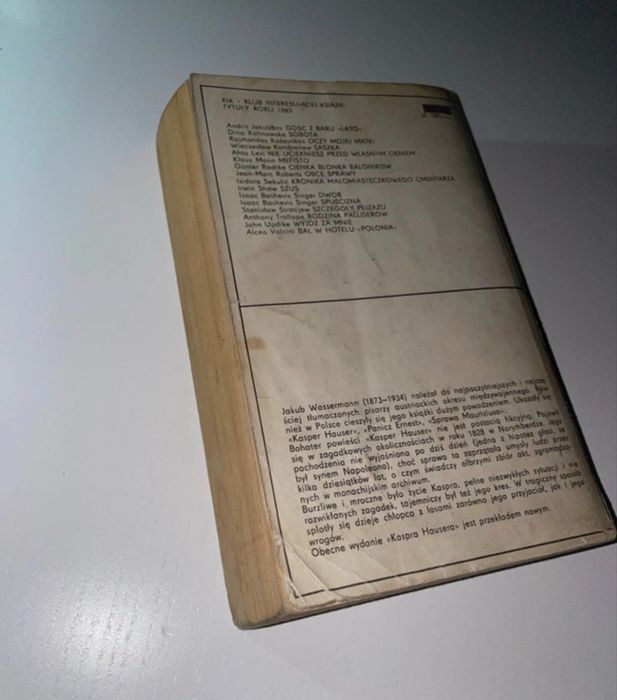 KIK - KLUB INTERESUJĄCEJ KSIĄŻKI
TYTUŁY ROKU 1983
zł 180,—
Andris Jakubāns GOŚĆ Z BARU «LATO»
Dina Kalinowska SOBOTA
Rajmondas Kašauskas OCZY MOJEJ MATKI
Wiaczesław Kondratiew SASZKA
Ahto Levi NIE UCIEKNIESZ PRZED WŁASNYM CIENIEM
Klaus Mann MEFISTO
Günter Radtke CIENKA BŁONKA BALONIKÓW
Jean-Marc Roberts OBCE SPRAWY
Isidora Sekulić KRONIKA MAŁOMIASTECZKOWEGO CMENTARZA
Irwin Shaw SZUS
Isaac Bashevis Singer DWÓR
Isaac Bashevis Singer SPUŚCIZNA
Stanisław Stratijew SZCZEGÓŁY PEJZAŻU
Anthony Trollope RODZINA PALLISERÓW
John Updike WYJDŹ ZA MNIE
Alceo Valcini BAL W HOTELU «POLONIA»
Jakub Wassermann (1873–1934) należał do najpoczytniejszych i najczę-
ściej tłumaczonych pisarzy austriackich okresu międzywojennego. Rów-
nież w Polsce cieszyły się jego książki dużym powodzeniem. Ukazały się
«Kasper Hauser», «Panicz Ernest», «Sprawa Mauritiusa».
Bohater powieści «Kasper Hauser» nie jest postacią fikcyjną. Pojawił
się w zagadkowych okolicznościach w roku 1828 w Norymberdze. Jego
pochodzenia nie wyjaśniono po dziś dzień (jedna z hipotez głosi, że
był synem Napoleona), choć sprawa ta zaprzątała umysły ludzi przez
kilka dziesiątków lat, o czym świadczy olbrzymi zbiór akt, zgromadzo-
nych w monachijskim archiwum.
Burzliwe i mroczne było życie Kaspra, pełne niezwykłych sytuacji i nie
rozwikłanych zagadek, tajemniczy był też jego kres. W tragiczny sposób
splotły się dzieje chłopca z losami zarówno jego przyjaciół, jak i jego
wrogów.
Obecne wydanie «Kaspra Hausera» jest przekładem nowym.